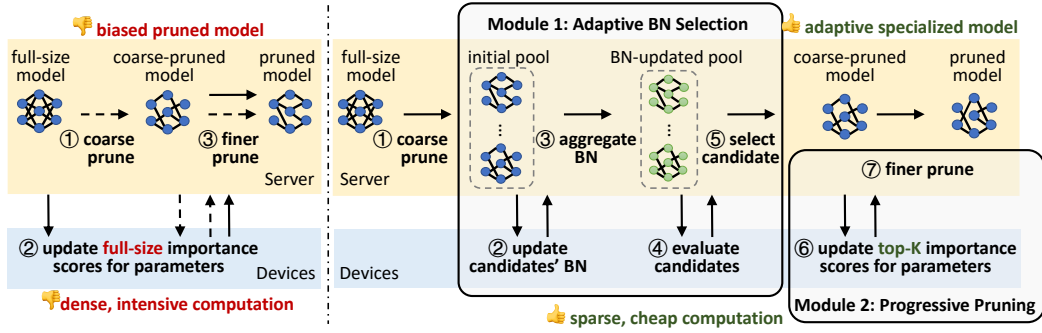 biased pruned model
full-size model
coarse-pruned model
pruned model
① coarse prune
③ finer prune
Server
② update full-size importance scores for parameters
Devices
dense, intensive computation
Module 1: Adaptive BN Selection
adaptive specialized model
full-size model
initial pool
BN-updated pool
coarse-pruned model
pruned model
① coarse prune
...
③ aggregate BN
...
⑤ select candidate
Server
⑦ finer prune
② update candidates' BN
④ evaluate candidates
⑥ update top-K importance scores for parameters
Devices
sparse, cheap computation
Module 2: Progressive Pruning